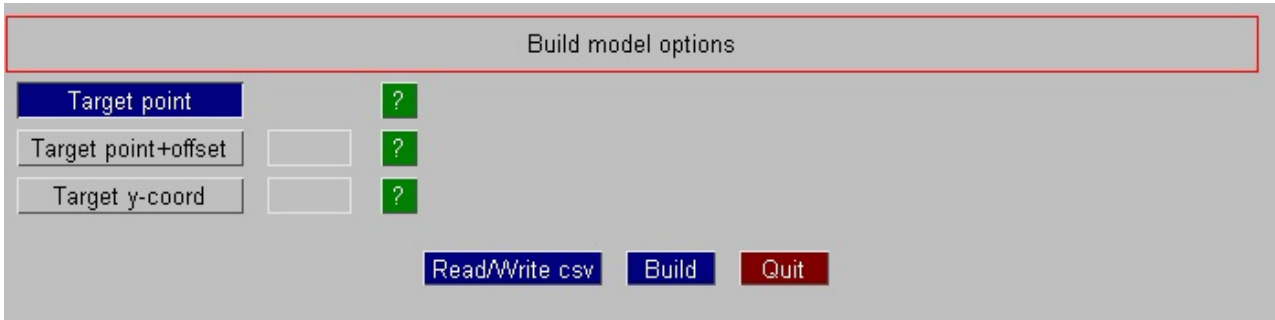 Build model options
Target point ?
Target point+offset ?
Target y-coord ?
Read/Write csv Build Quit